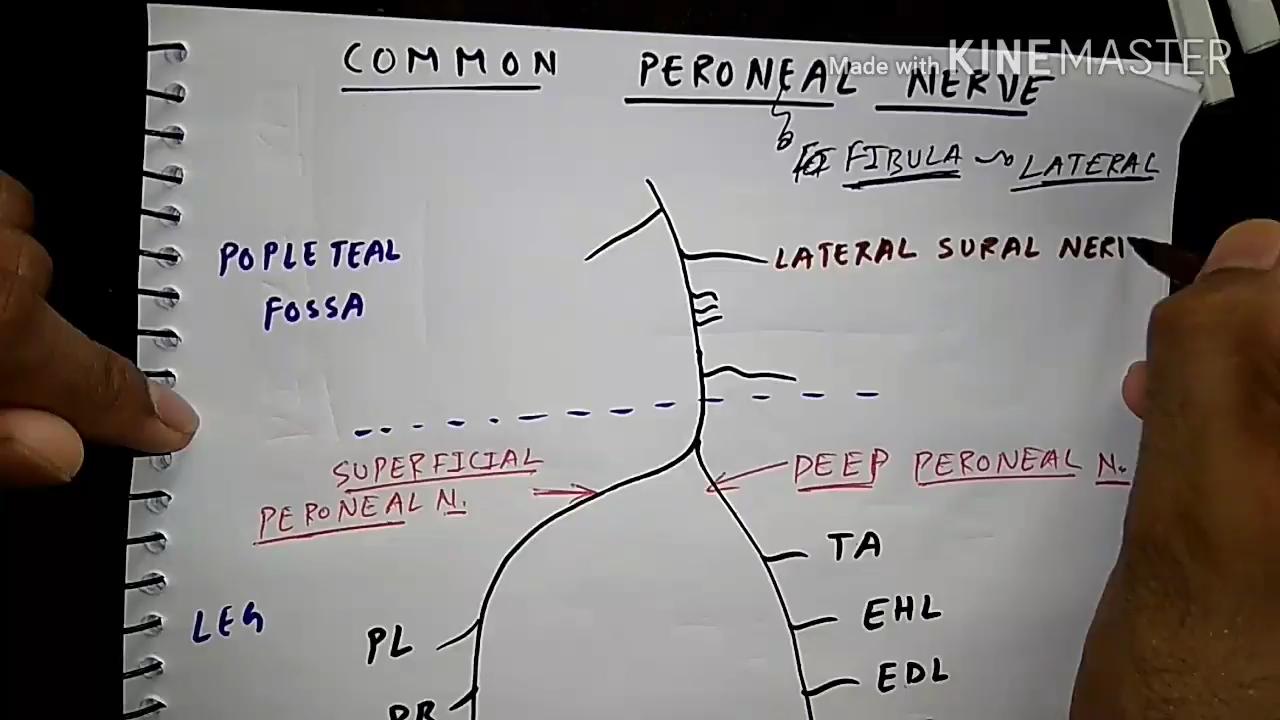 COMMON PERONEAL NERVE
Made with KINEMASTER
FIBULA LATERAL
POPLETEAL
FOSSA
LATERAL SURAL NERV
SUPERFICIAL
PERONEAL N.
DEEP PERONEAL N.
TA
LEG
EHL
PL
EDL